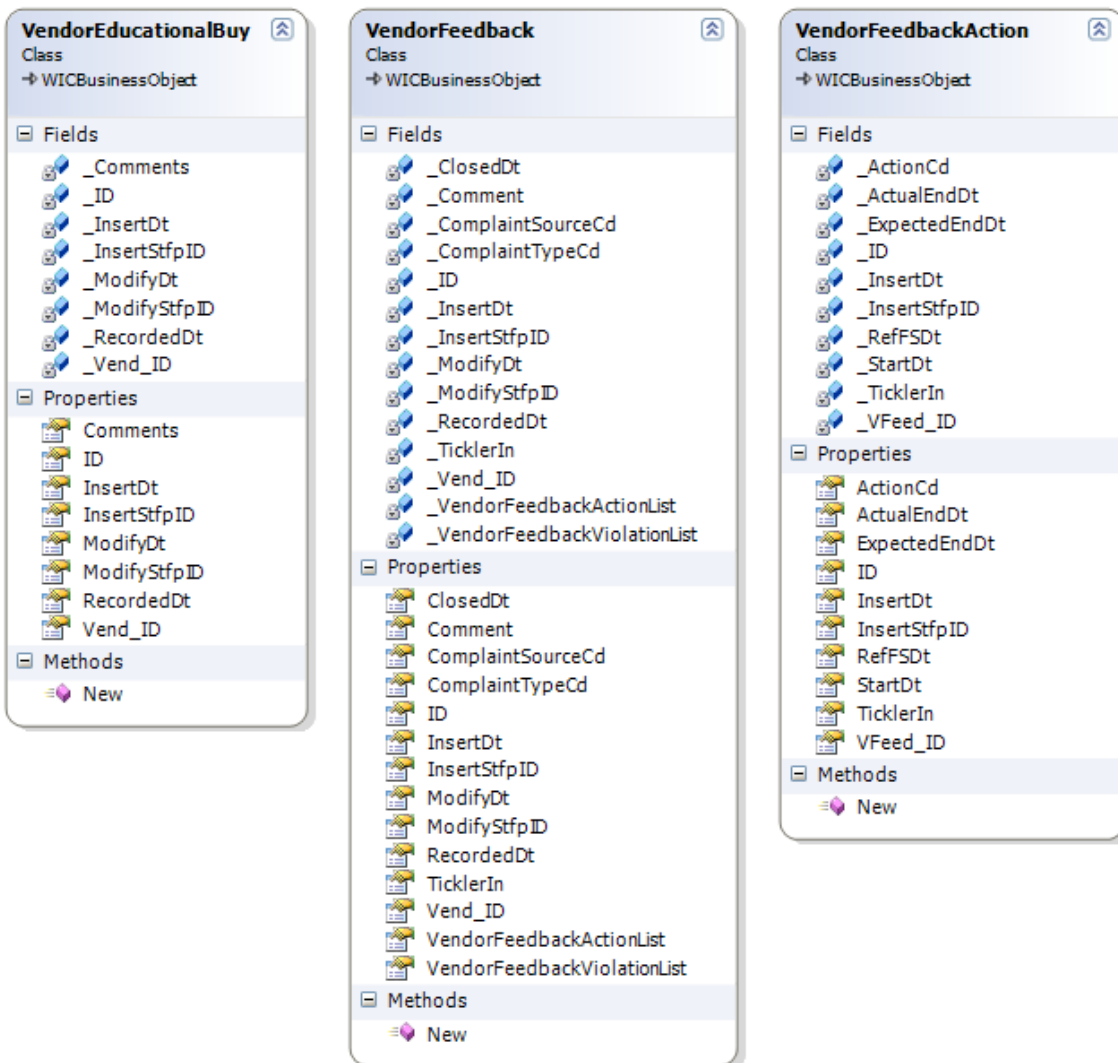 VendorEducationalBuy
Class
WICBusinessObject
Fields
_Comments
_ID
_InsertDt
_InsertStfpID
_ModifyDt
_ModifyStfpID
_RecordedDt
_Vend_ID
Properties
Comments
ID
InsertDt
InsertStfpID
ModifyDt
ModifyStfpID
RecordedDt
Vend_ID
Methods
New
VendorFeedback
Class
WICBusinessObject
Fields
_ClosedDt
_Comment
_ComplaintSourceCd
_ComplaintTypeCd
_ID
_InsertDt
_InsertStfpID
_ModifyDt
_ModifyStfpID
_RecordedDt
_TicklerIn
_Vend_ID
_VendorFeedbackActionList
_VendorFeedbackViolationList
Properties
ClosedDt
Comment
ComplaintSourceCd
ComplaintTypeCd
ID
InsertDt
InsertStfpID
ModifyDt
ModifyStfpID
RecordedDt
TicklerIn
Vend_ID
VendorFeedbackActionList
VendorFeedbackViolationList
Methods
New
VendorFeedbackAction
Class
WICBusinessObject
Fields
_ActionCd
_ActualEndDt
_ExpectedEndDt
_ID
_InsertDt
_InsertStfpID
_RefFSDt
_StartDt
_TicklerIn
_VFeed_ID
Properties
ActionCd
ActualEndDt
ExpectedEndDt
ID
InsertDt
InsertStfpID
RefFSDt
StartDt
TicklerIn
VFeed_ID
Methods
New